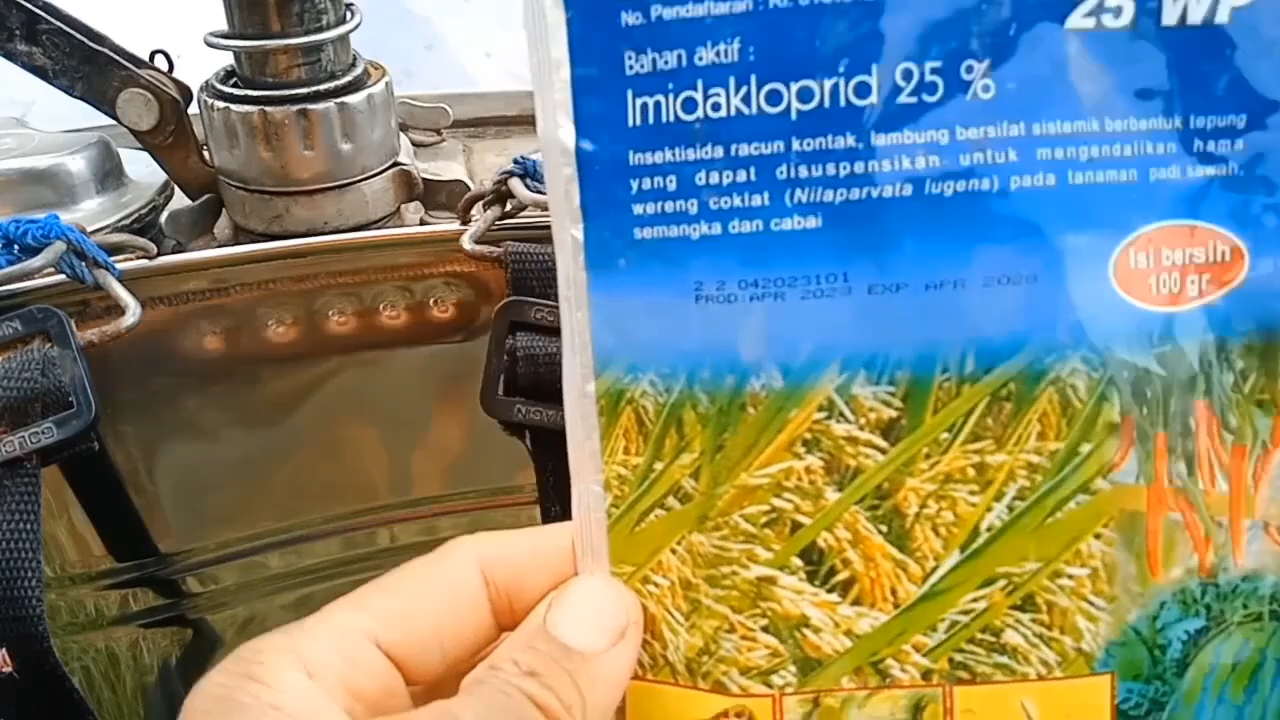 No. Pendaftaran :
25 WP
Bahan aktif :
Imidakloprid 25 %
Insektisida racun kontak, lambung bersifat sistemik berbentuk tepung
yang dapat disuspensikan untuk mengendalikan hama
wereng coklat (Nilaparvata lugens) pada tanaman padi sawah,
semangka dan cabai
2 2 042023101
PROD: APR 2023 EXP APR 2028
Isi bersih
100 gr